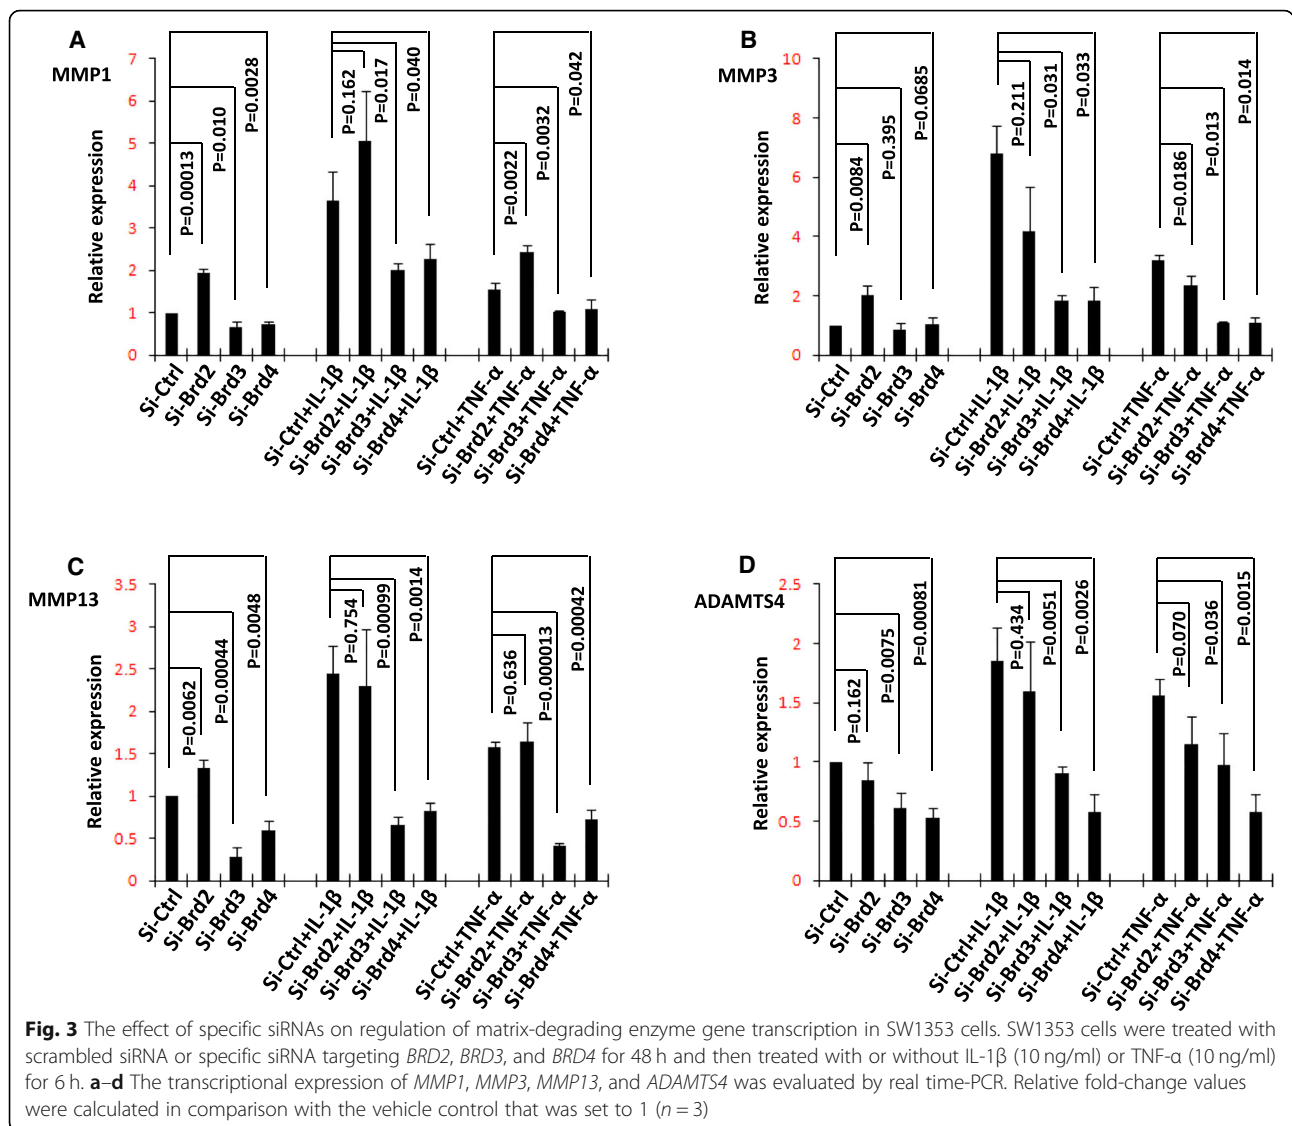 A
MMP1
Relative expression
7
6
5
4
3
2
1
0
P=0.00013
P=0.010
P=0.0028
P=0.162
P=0.017
P=0.040
P=0.0022
P=0.0032
P=0.042
Si-Ctrl
Si-Brd2
Si-Brd3
Si-Brd4
Si-Ctrl+IL-1β
Si-Brd2+IL-1β
Si-Brd3+IL-1β
Si-Brd4+IL-1β
Si-Ctrl+TNF-α
Si-Brd2+TNF-α
Si-Brd3+TNF-α
Si-Brd4+TNF-α
B
MMP3
Relative expression
10
8
6
4
2
0
P=0.0084
P=0.395
P=0.0685
P=0.211
P=0.031
P=0.033
P=0.0186
P=0.013
P=0.014
Si-Ctrl
Si-Brd2
Si-Brd3
Si-Brd4
Si-Ctrl+IL-1β
Si-Brd2+IL-1β
Si-Brd3+IL-1β
Si-Brd4+IL-1β
Si-Ctrl+TNF-α
Si-Brd2+TNF-α
Si-Brd3+TNF-α
Si-Brd4+TNF-α
C
MMP13
Relative expression
3.5
3
2.5
2
1.5
1
0.5
0
P=0.0062
P=0.00044
P=0.0048
P=0.754
P=0.00099
P=0.0014
P=0.636
P=0.000013
P=0.00042
Si-Ctrl
Si-Brd2
Si-Brd3
Si-Brd4
Si-Ctrl+IL-1β
Si-Brd2+IL-1β
Si-Brd3+IL-1β
Si-Brd4+IL-1β
Si-Ctrl+TNF-α
Si-Brd2+TNF-α
Si-Brd3+TNF-α
Si-Brd4+TNF-α
D
ADAMTS4
Relative expression
2.5
2
1.5
1
0.5
0
P=0.162
P=0.0075
P=0.00081
P=0.434
P=0.0051
P=0.0026
P=0.070
P=0.036
P=0.0015
Si-Ctrl
Si-Brd2
Si-Brd3
Si-Brd4
Si-Ctrl+IL-1β
Si-Brd2+IL-1β
Si-Brd3+IL-1β
Si-Brd4+IL-1β
Si-Ctrl+TNF-α
Si-Brd2+TNF-α
Si-Brd3+TNF-α
Si-Brd4+TNF-α
Fig. 3 The effect of specific siRNAs on regulation of matrix-degrading enzyme gene transcription in SW1353 cells. SW1353 cells were treated with
scrambled siRNA or specific siRNA targeting BRD2, BRD3, and BRD4 for 48 h and then treated with or without IL-1β (10 ng/ml) or TNF-α (10 ng/ml)
for 6 h. a–d The transcriptional expression of MMP1, MMP3, MMP13, and ADAMTS4 was evaluated by real time-PCR. Relative fold-change values
were calculated in comparison with the vehicle control that was set to 1 (n = 3)